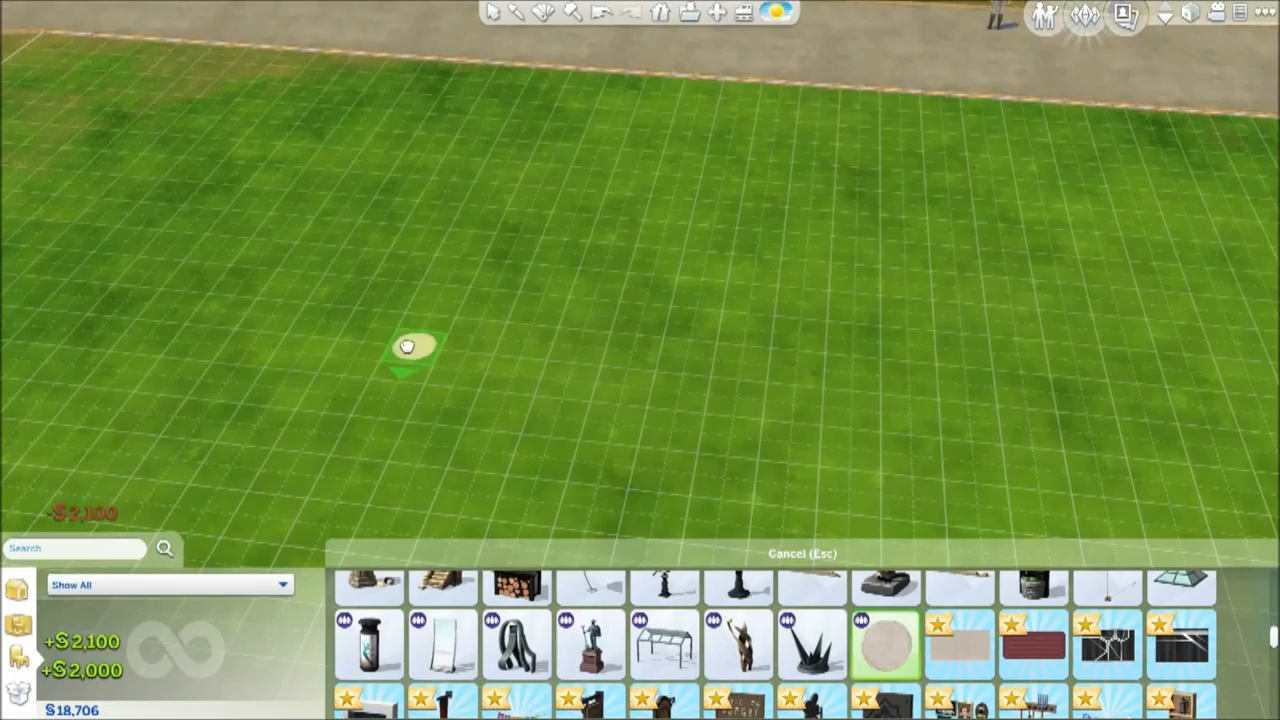 -§2,100
Search
Cancel (Esc)
Show All
+§2,100
+§2,000
§18,706